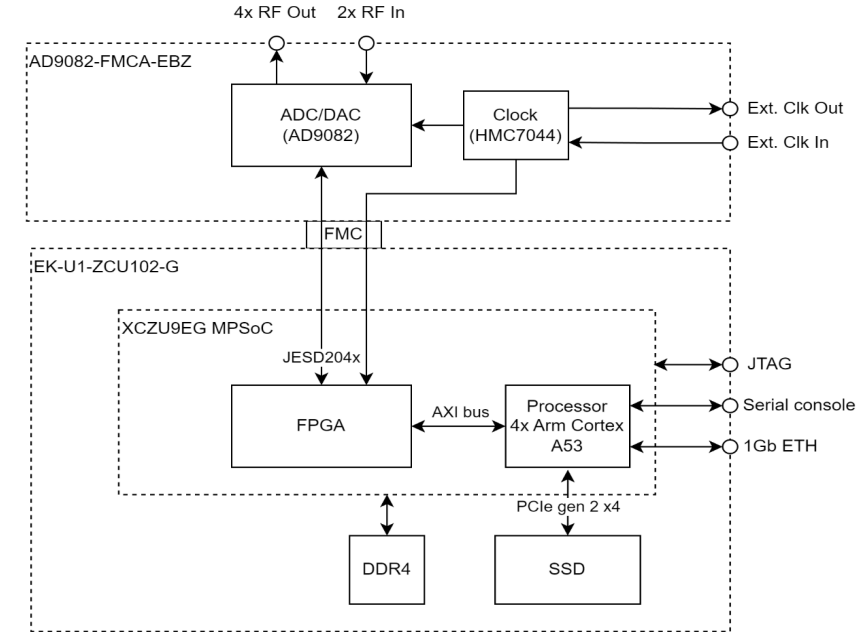 4x RF Out
2x RF In
AD9082-FMCA-EBZ
ADC/DAC
(AD9082)
Clock
(HMC7044)
Ext. Clk Out
Ext. Clk In
FMC
EK-U1-ZCU102-G
XCZU9EG MPSoC
JESD204x
FPGA
AXI bus
Processor
4x Arm Cortex
A53
JTAG
Serial console
1Gb ETH
PCIe gen 2 x4
DDR4
SSD